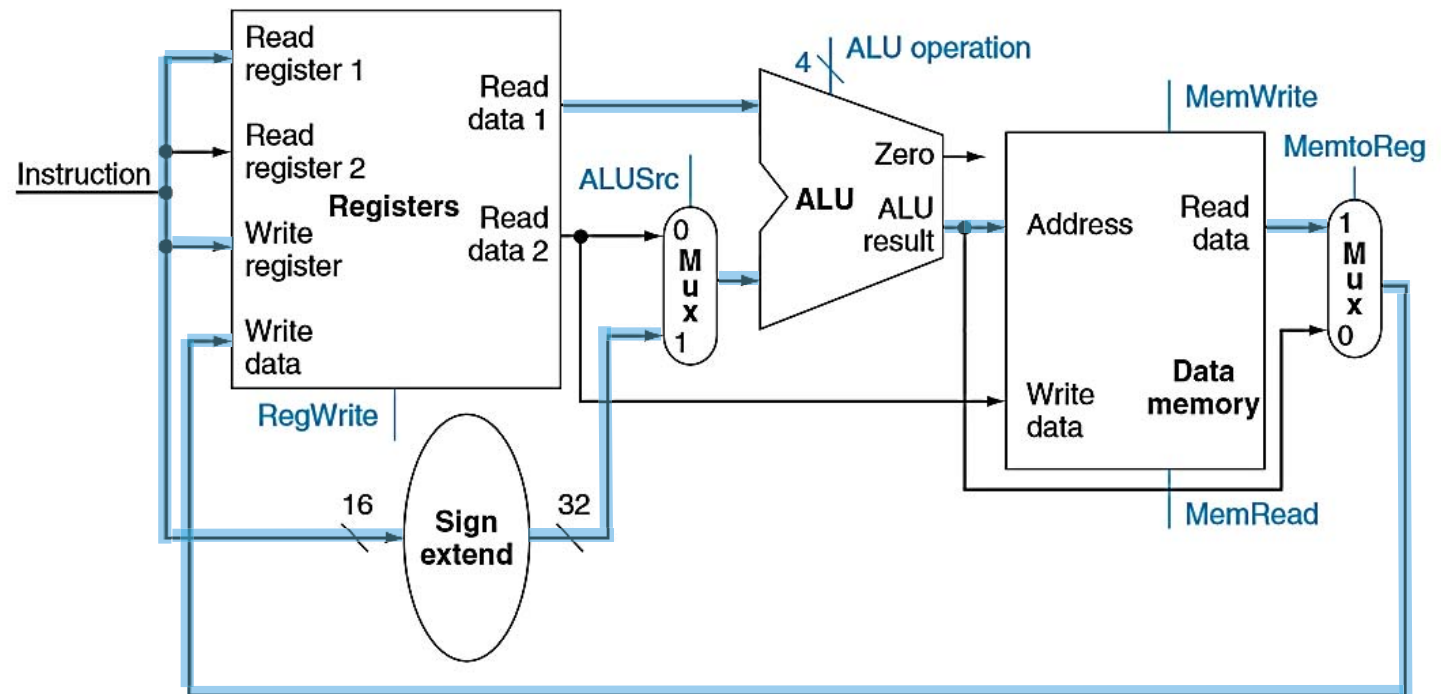 Instruction
Read
register 1
Read
register 2
Registers
Write
register
Write
data
Read
data 1
Read
data 2
RegWrite
16
Sign
extend
32
ALUSrc
0
M
u
x
1
4
ALU operation
Zero
ALU
ALU
result
MemWrite
Address
Read
data
Write
data
Data
memory
MemRead
MemtoReg
1
M
u
x
0